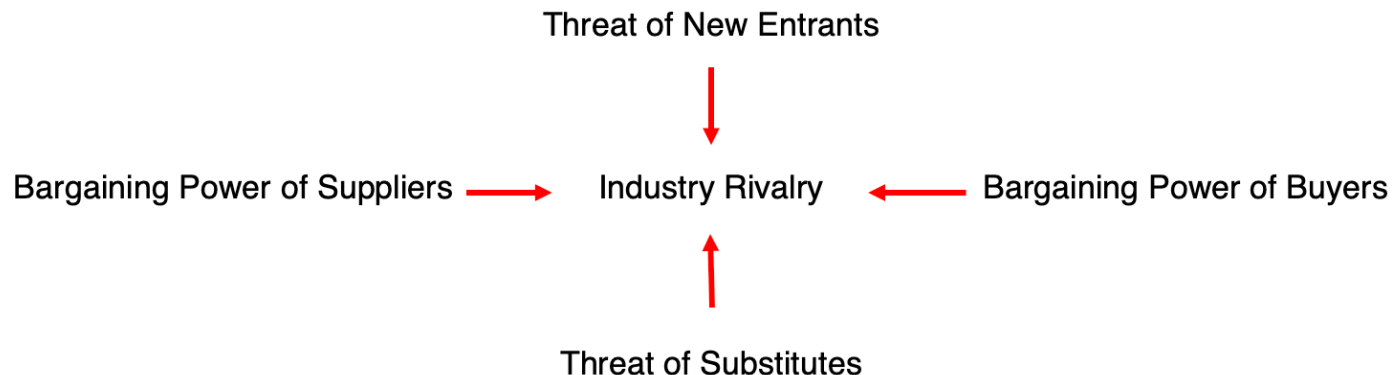 Threat of New Entrants
Bargaining Power of Suppliers
Industry Rivalry
Bargaining Power of Buyers
Threat of Substitutes